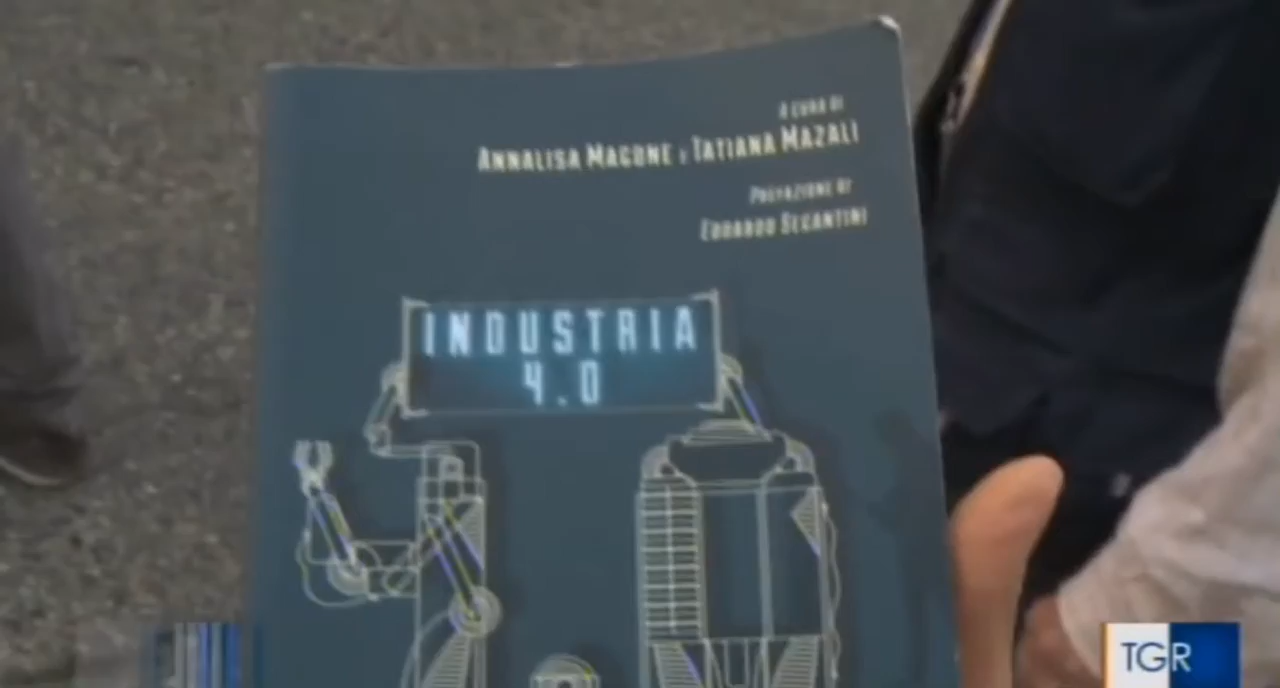 A CURA DI
ANNALISA MAGONE E TATIANA MAZALI
PREFAZIONE DI
EDOARDO SEGANTINI
INDUSTRIA
4.0
TGR